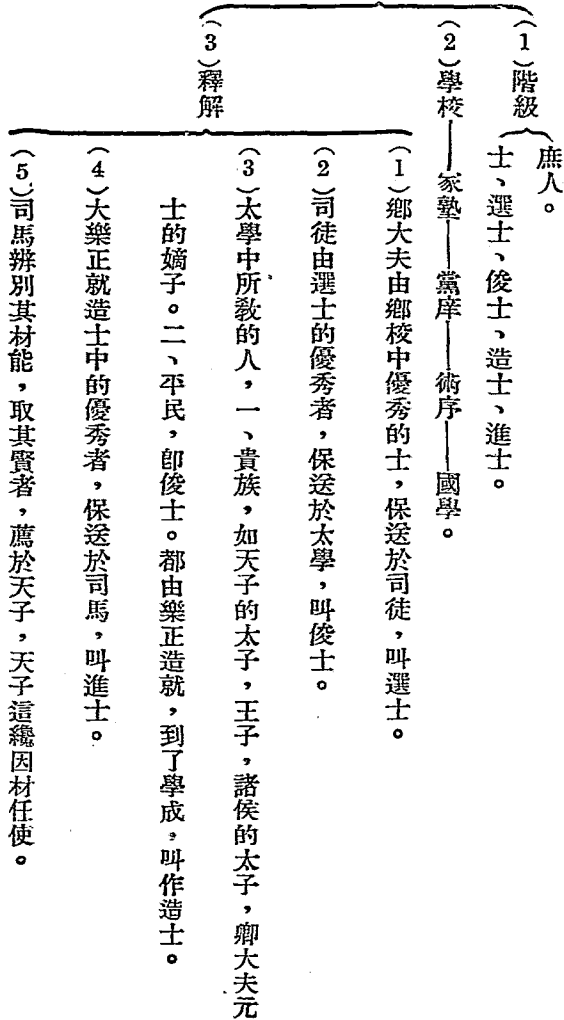 （1）階級
庶人。
士、選士、俊士、造士、進士。
（2）學校——家塾——黨庠——術序——國學。
（3）釋解
（1）鄉大夫由鄉校中優秀的士，保送於司徒，叫選士。
（2）司徒由選士的優秀者，保送於太學，叫俊士。
（3）太學中所敎的人，一、貴族，如天子的太子，王子，諸侯的太子，卿大夫元
士的嫡子。二、平民，卽俊士。都由樂正造就，到了學成，叫作造士。
（4）大樂正就造士中的優秀者，保送於司馬，叫進士。
（5）司馬辨別其材能，取其賢者，薦於天子，天子這纔因材任使。